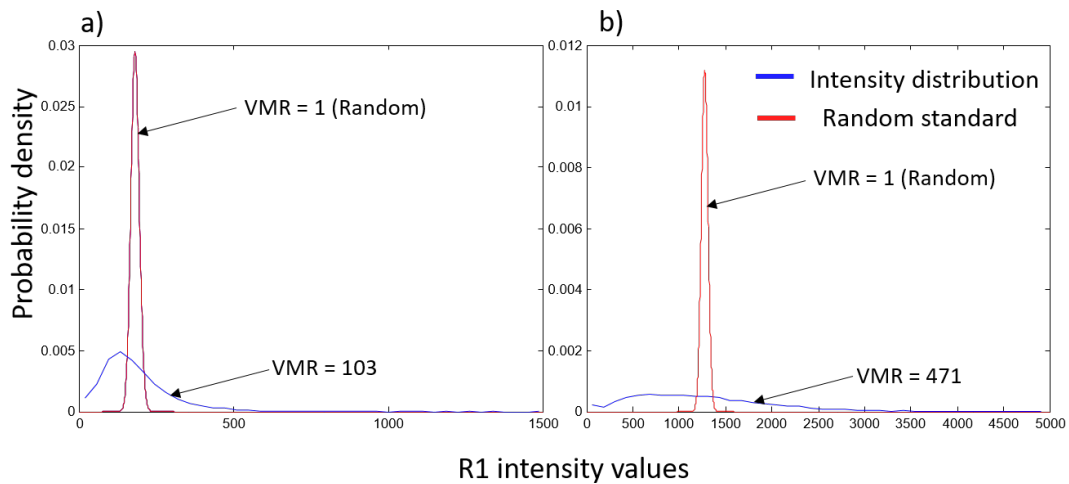 a)
b)
0.03
0.025
0.02
0.015
0.01
0.005
0
0
500
1000
1500
VMR = 1 (Random)
VMR = 103
Probability density
0.012
0.01
0.008
0.006
0.004
0.002
0
0
500
1000
1500
2000
2500
3000
3500
4000
4500
5000
Intensity distribution
Random standard
VMR = 1 (Random)
VMR = 471
R1 intensity values